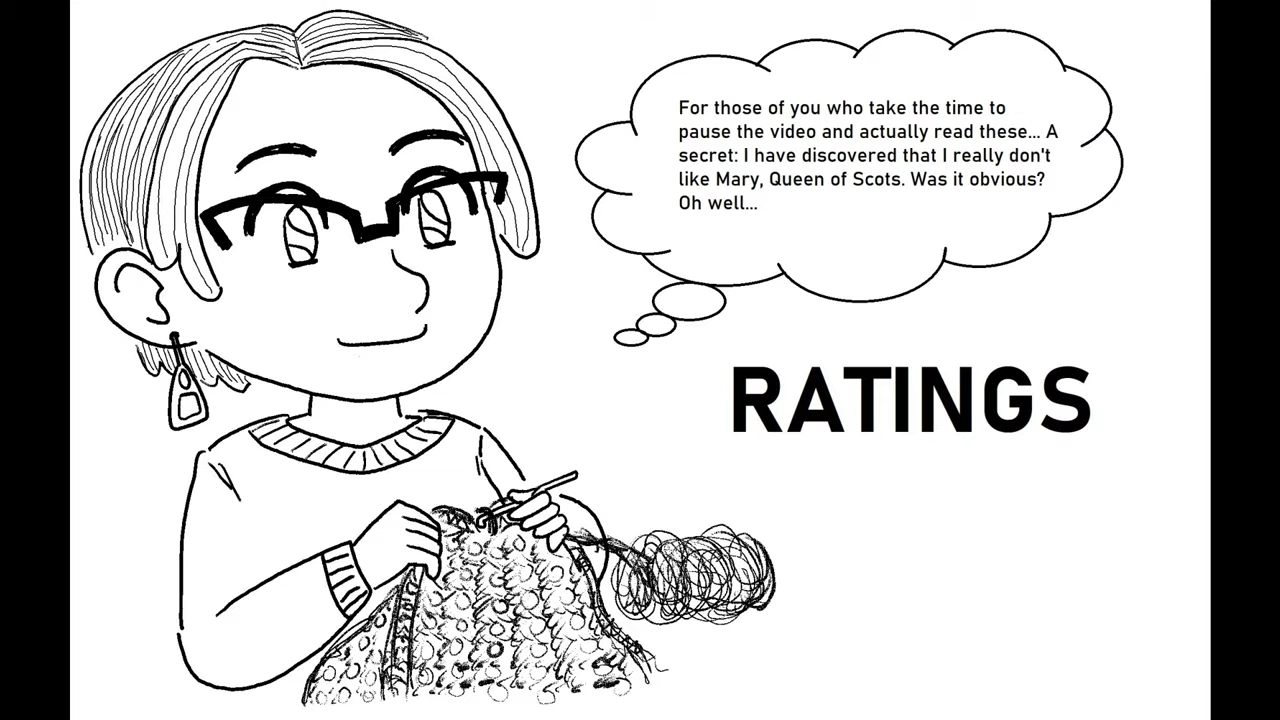 For those of you who take the time to
pause the video and actually read these... A
secret: I have discovered that I really don't
like Mary, Queen of Scots. Was it obvious?
Oh well...
RATINGS